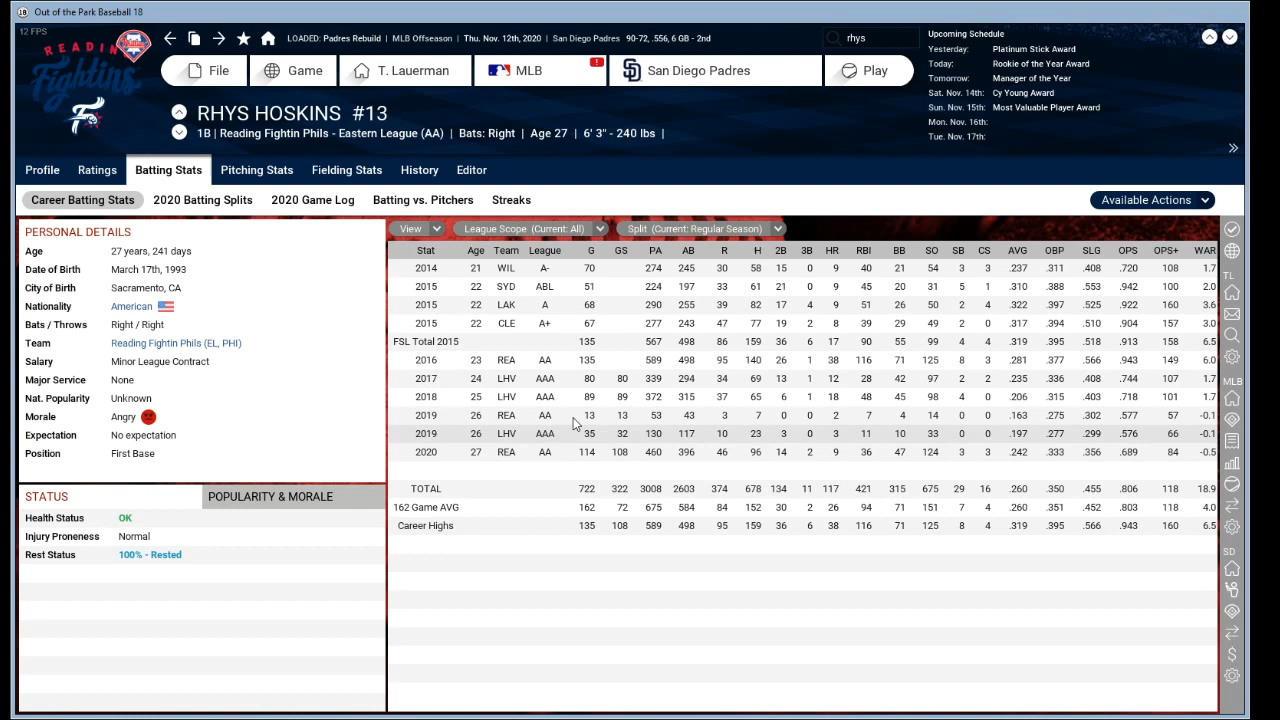 Out of the Park Baseball 18
12 FPS
READIN
Fightins
LOADED: Padres Rebuild | MLB Offseason | Thu. Nov. 12th, 2020 | San Diego Padres 90-72, .556, 6 GB - 2nd
rhys
File
Game
T. Lauerman
MLB
San Diego Padres
Play
Upcoming Schedule
Yesterday: Platinum Stick Award
Today: Rookie of the Year Award
Tomorrow: Manager of the Year
Sat. Nov. 14th: Cy Young Award
Sun. Nov. 15th: Most Valuable Player Award
Mon. Nov. 16th:
Tue. Nov. 17th:
RHYS HOSKINS #13
1B | Reading Fightin Phils - Eastern League (AA) | Bats: Right | Age 27 | 6' 3" - 240 lbs |
Profile Ratings Batting Stats Pitching Stats Fielding Stats History Editor
Career Batting Stats 2020 Batting Splits 2020 Game Log Batting vs. Pitchers Streaks Available Actions
PERSONAL DETAILS
Age 27 years, 241 days
Date of Birth March 17th, 1993
City of Birth Sacramento, CA
Nationality American
Bats / Throws Right / Right
Team Reading Fightin Phils (EL, PHI)
Salary Minor League Contract
Major Service None
Nat. Popularity Unknown
Morale Angry
Expectation No expectation
Position First Base
STATUS POPULARITY & MORALE
Health Status OK
Injury Proneness Normal
Rest Status 100% - Rested
View League Scope (Current: All) Split (Current: Regular Season)
Stat Age Team League G GS PA AB R H 2B 3B HR RBI BB SO SB CS AVG OBP SLG OPS OPS+ WAR
2014 21 WIL A- 70 274 245 30 58 15 0 9 40 21 54 3 3 .237 .311 .408 .720 108 1.7
2015 22 SYD ABL 51 224 197 33 61 21 0 9 45 20 31 5 1 .310 .388 .553 .942 100 2.0
2015 22 LAK A 68 290 255 39 82 17 4 9 51 26 50 2 4 .322 .397 .525 .922 160 3.6
2015 22 CLE A+ 67 277 243 47 77 19 2 8 39 29 49 2 0 .317 .394 .510 .904 157 3.0
FSL Total 2015 135 567 498 86 159 36 6 17 90 55 99 4 4 .319 .395 .518 .913 158 6.5
2016 23 REA AA 135 589 498 95 140 26 1 38 116 71 125 8 3 .281 .377 .566 .943 149 6.0
2017 24 LHV AAA 80 80 339 294 34 69 13 1 12 28 42 97 2 2 .235 .336 .408 .744 107 1.7
2018 25 LHV AAA 89 89 372 315 37 65 6 1 18 48 45 98 4 0 .206 .315 .403 .718 101 1.7
2019 26 REA AA 13 13 53 43 3 7 0 0 2 7 4 14 0 0 .163 .275 .302 .577 57 -0.1
2019 26 LHV AAA 35 32 130 117 10 23 3 0 3 11 10 33 0 0 .197 .277 .299 .576 66 -0.1
2020 27 REA AA 114 108 460 396 46 96 14 2 9 36 47 124 3 3 .242 .333 .356 .689 84 -0.5
TOTAL 722 322 3008 2603 374 678 134 11 117 421 315 675 29 16 .260 .350 .455 .806 118 18.9
162 Game AVG 162 72 675 584 84 152 30 2 26 94 71 151 7 4 .260 .351 .452 .803 118 4.0
Career Highs 135 108 589 498 95 159 36 6 38 116 71 125 8 4 .319 .395 .566 .943 160 6.5
TL
MLB
SD